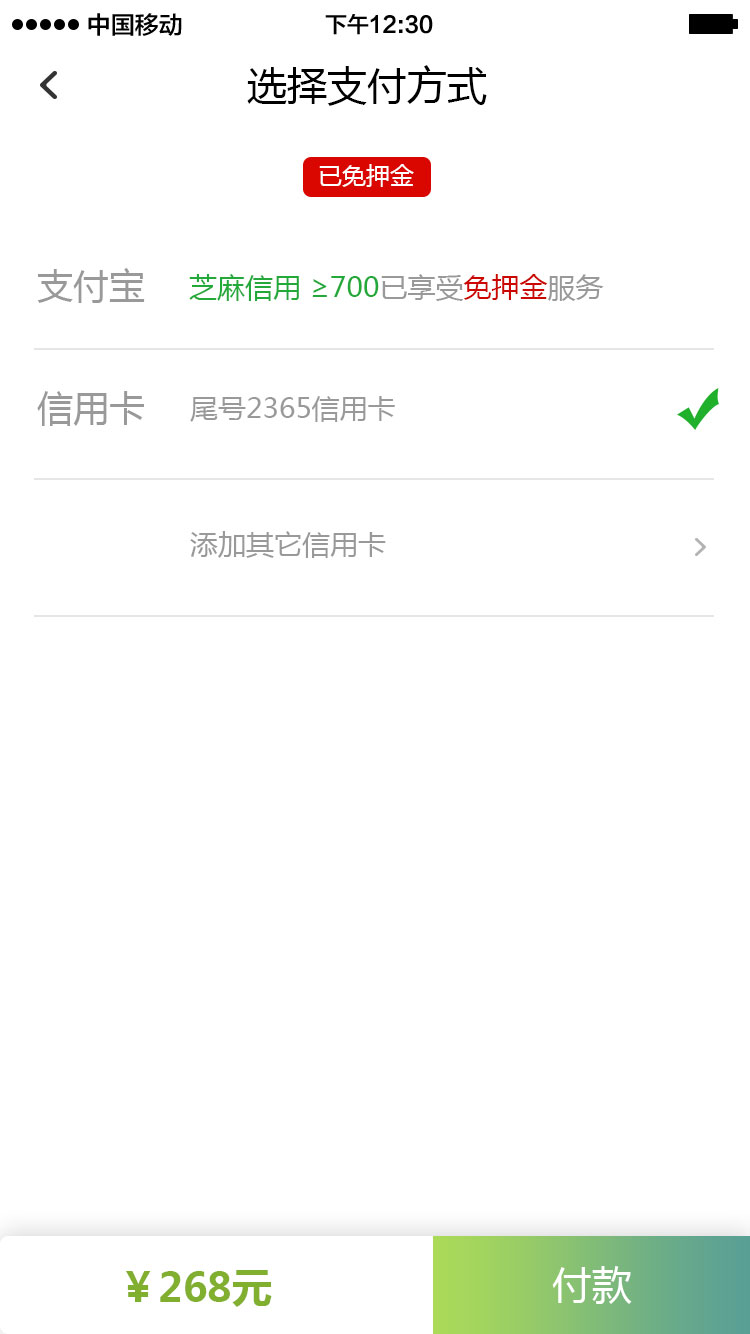 中国移动 下午12:30
选择支付方式
已免押金
支付宝 芝麻信用 ≥700已享受免押金服务
信用卡 尾号2365信用卡
添加其它信用卡
¥ 268元 付款